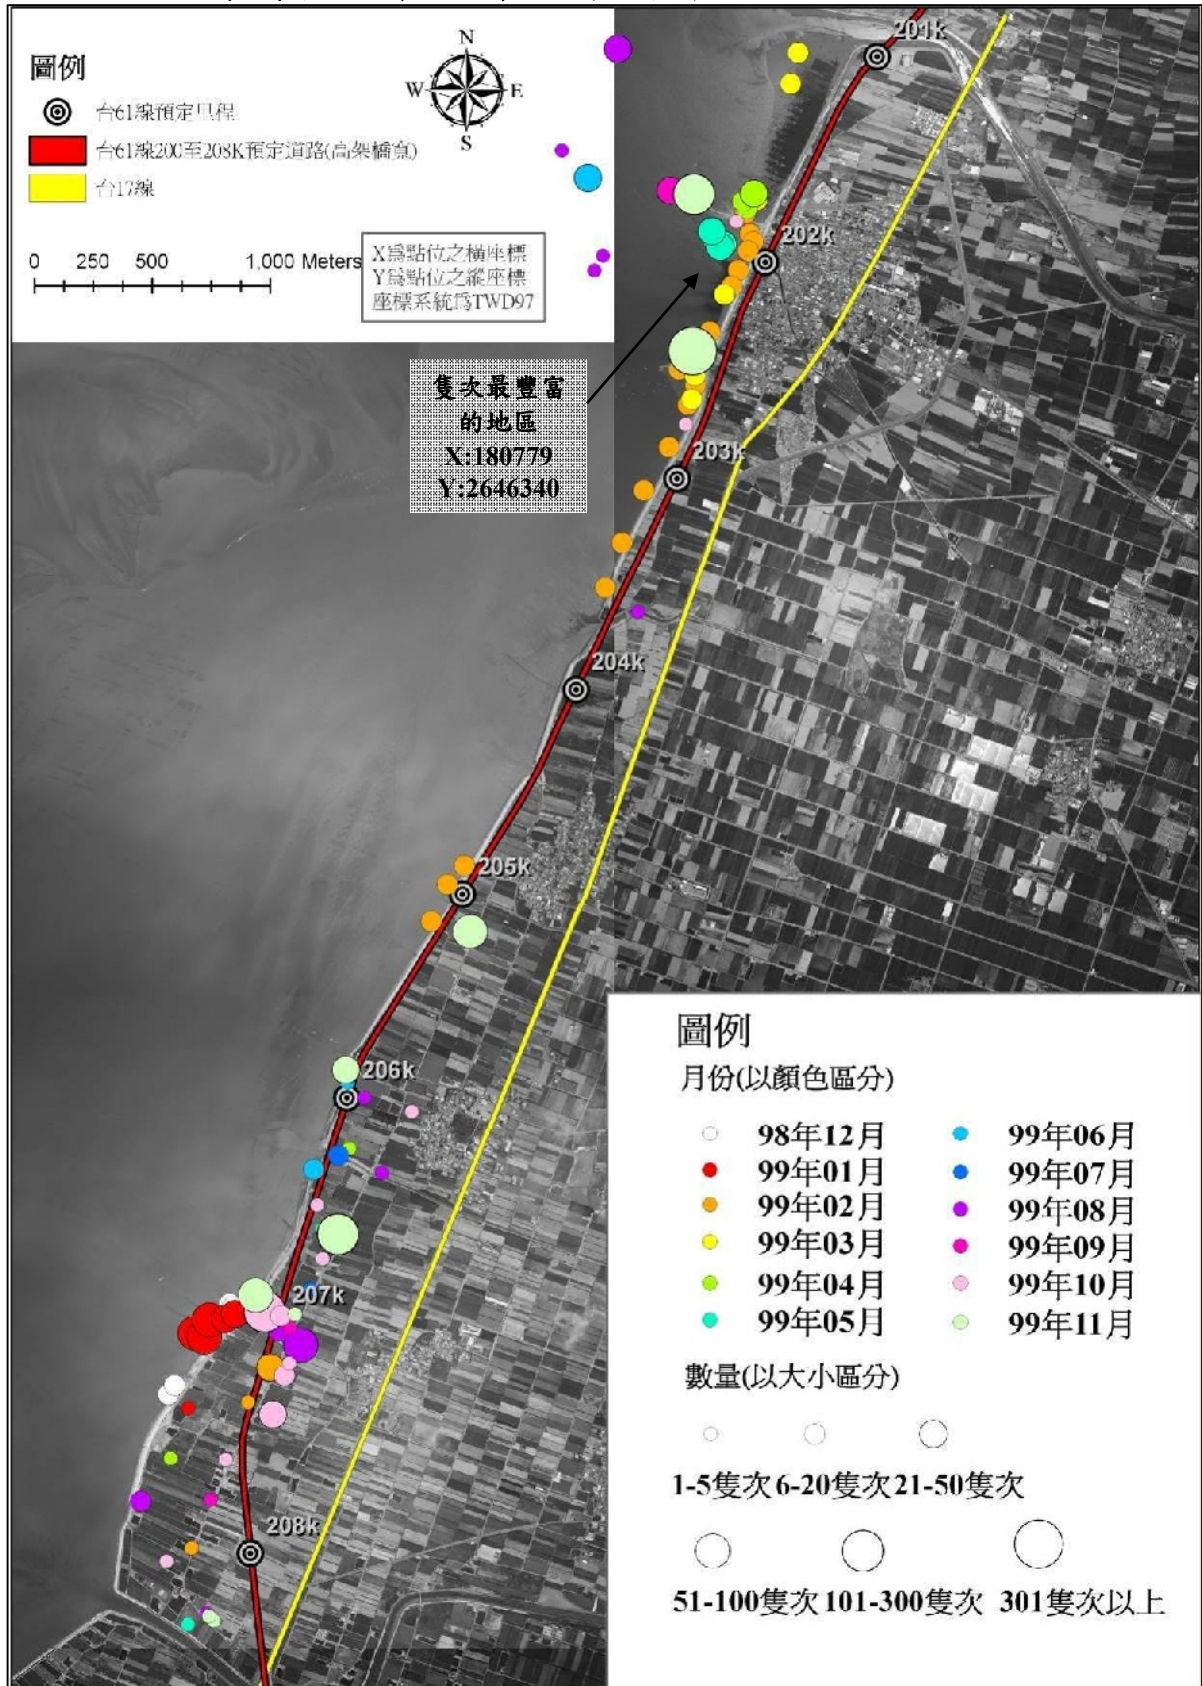 圖例
台61線預定里程
台61線200至208K預定道路(高架橋寬)
台17線
N
W
E
S
0 250 500 1,000 Meters
X為點位之橫座標
Y為點位之縱座標
座標系統為TWD97
201k
202k
隻次最豐富
的地區
X:180779
Y:2646340
203k
204k
205k
206k
207k
208k
圖例
月份(以顏色區分)
98年12月 99年06月
99年01月 99年07月
99年02月 99年08月
99年03月 99年09月
99年04月 99年10月
99年05月 99年11月
數量(以大小區分)
1-5隻次 6-20隻次 21-50隻次
51-100隻次 101-300隻次 301隻次以上